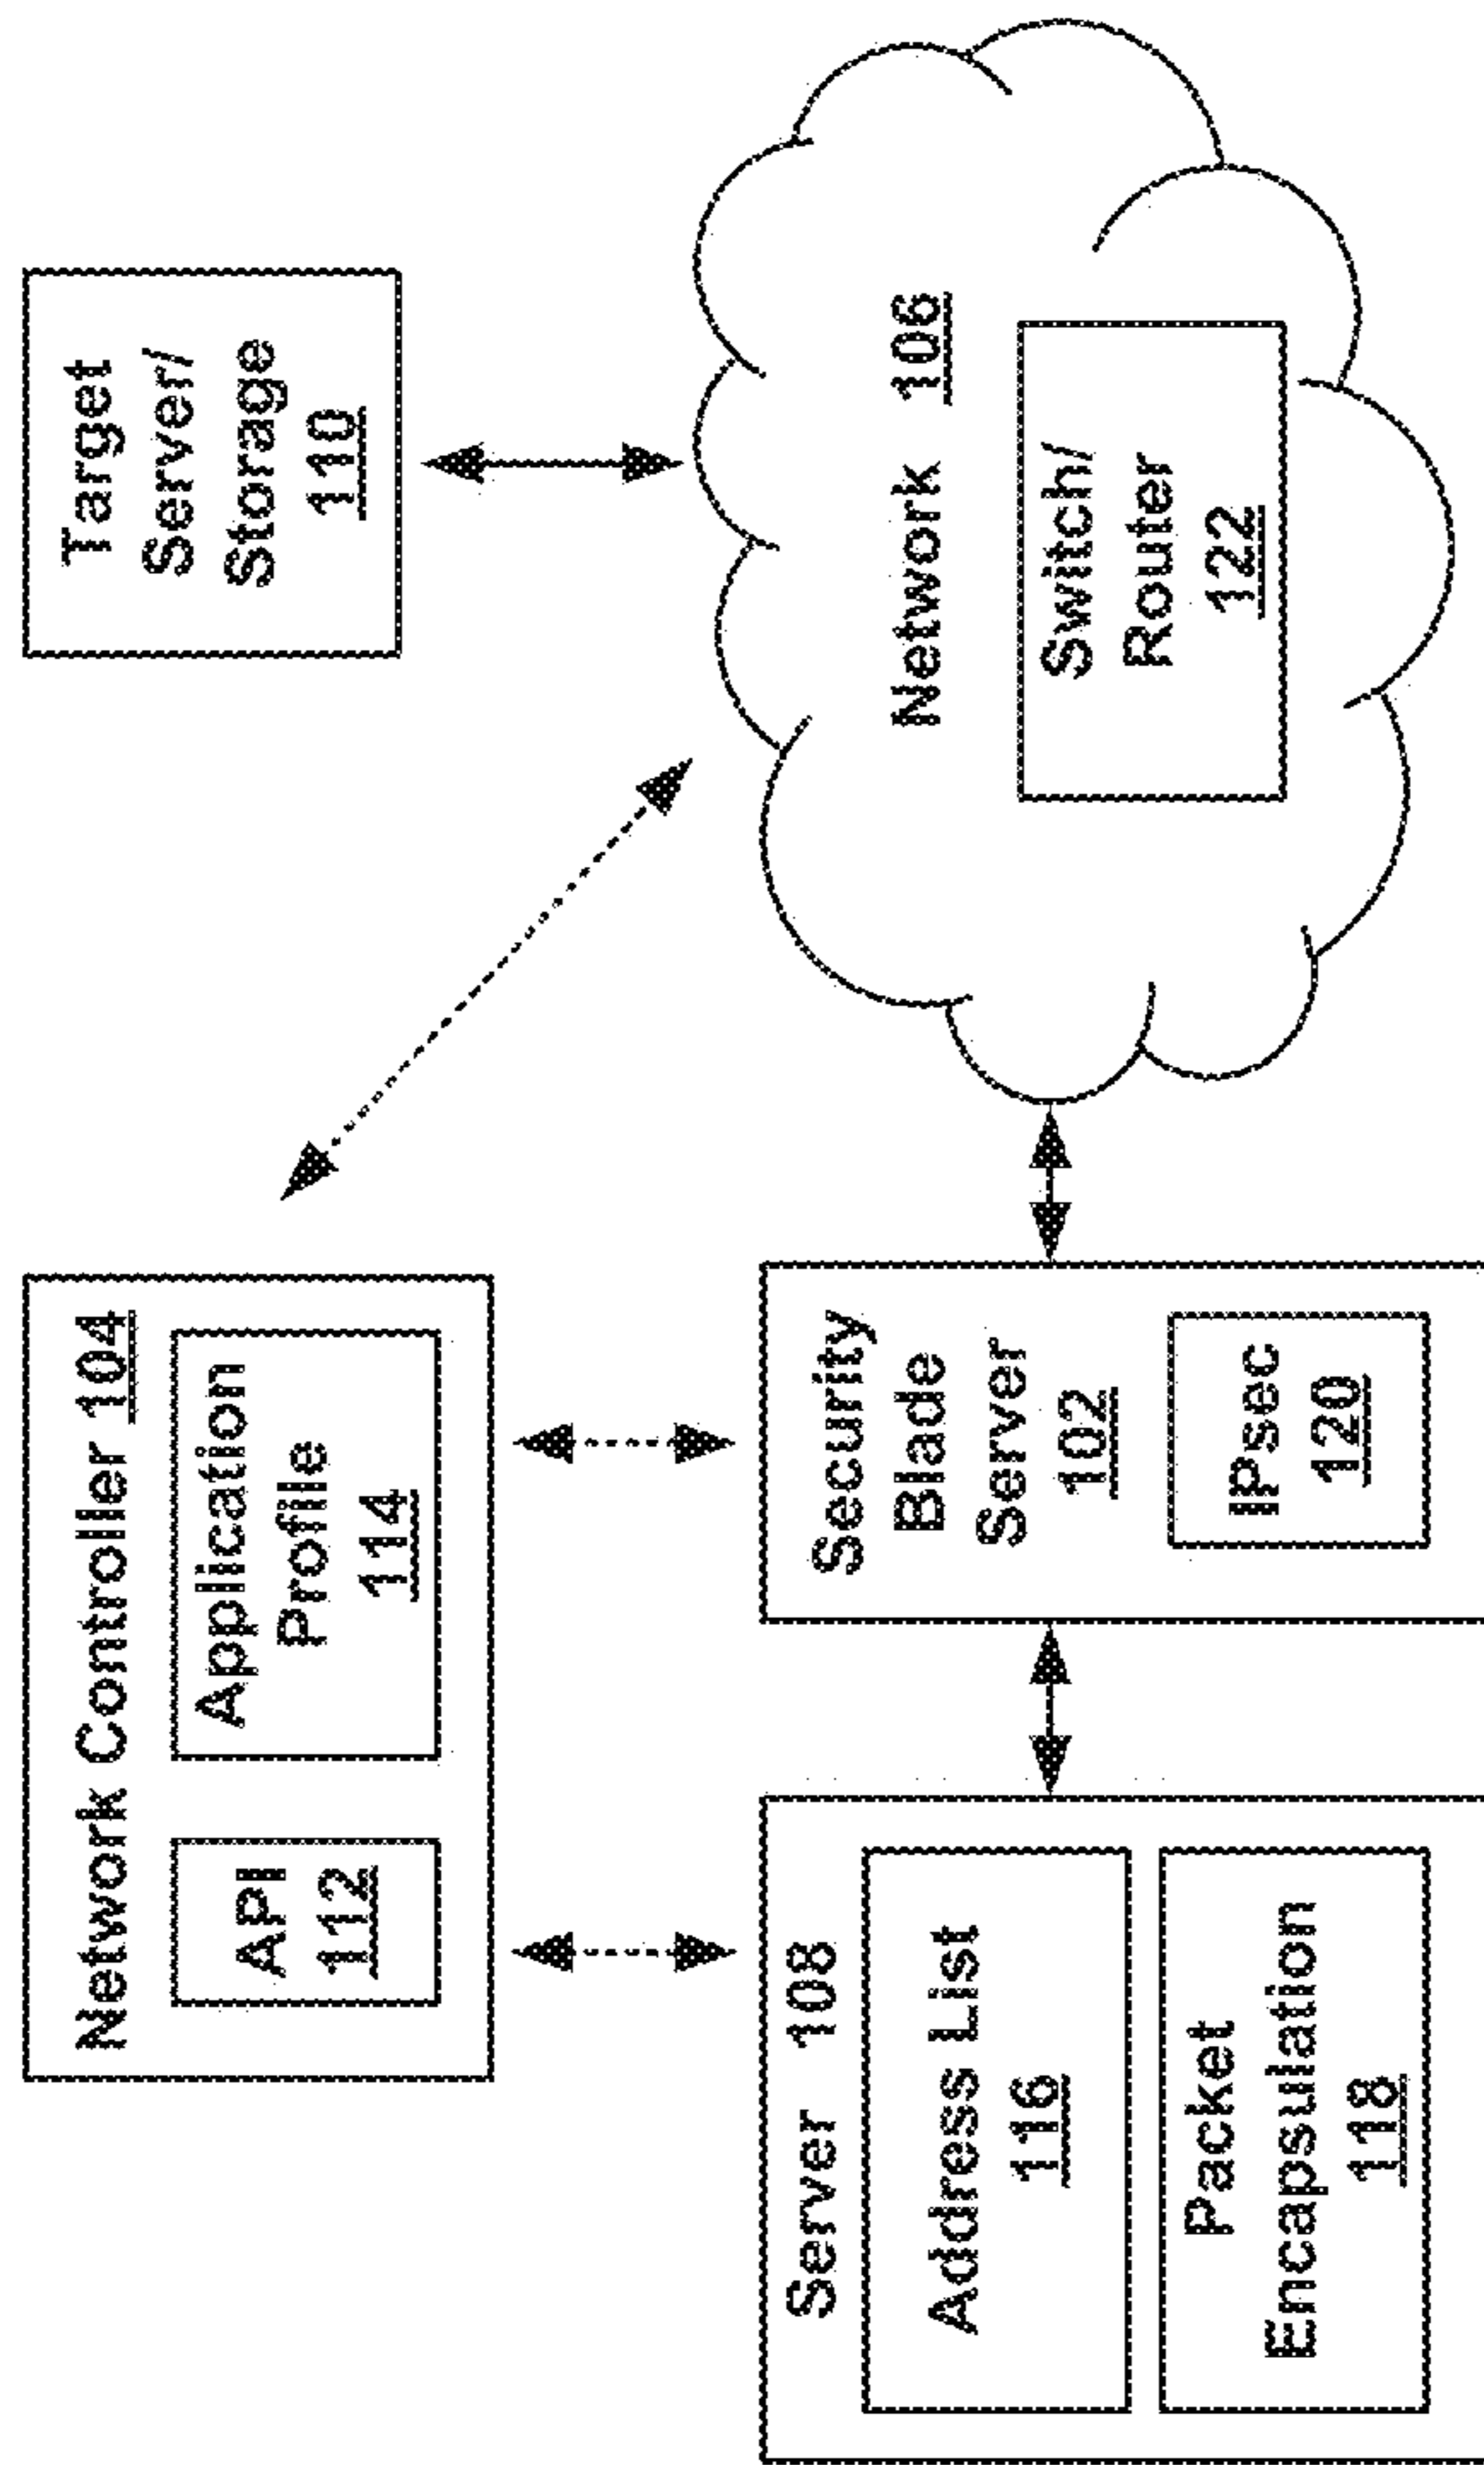 Network Controller 104
API
112
Application
Profile
114
Target
Server/
Storage
110
Server 108
Address List
116
Packet
Encapsulation
118
Security
Blade
Server
102
IPsec
120
Network 106
Switch/
Router
122